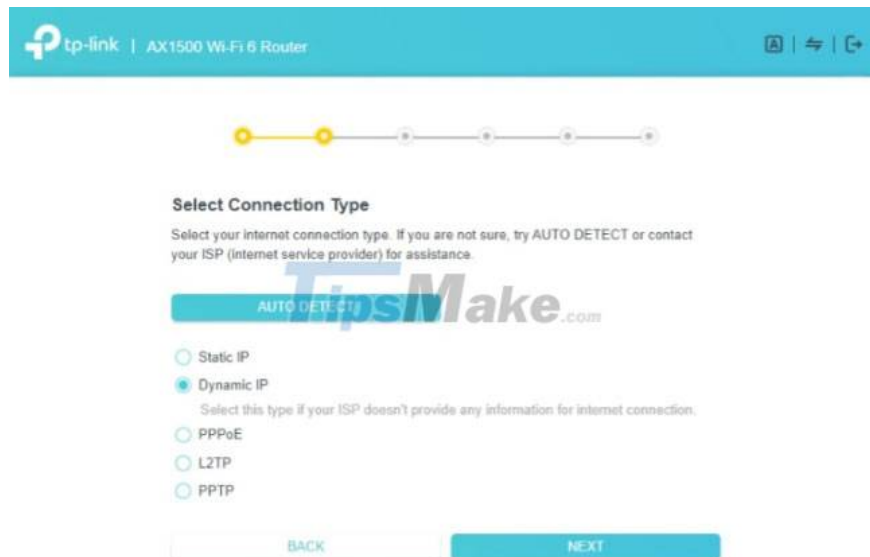 tp-link | AX1500 Wi-Fi 6 Router
A
Select Connection Type
Select your internet connection type. If you are not sure, try AUTO DETECT or contact
your ISP (internet service provider) for assistance.
AUTO DETECT
TipsMake.com
Static IP
Dynamic IP
Select this type if your ISP doesn't provide any information for internet connection.
PPPoE
L2TP
PPTP
BACK
NEXT